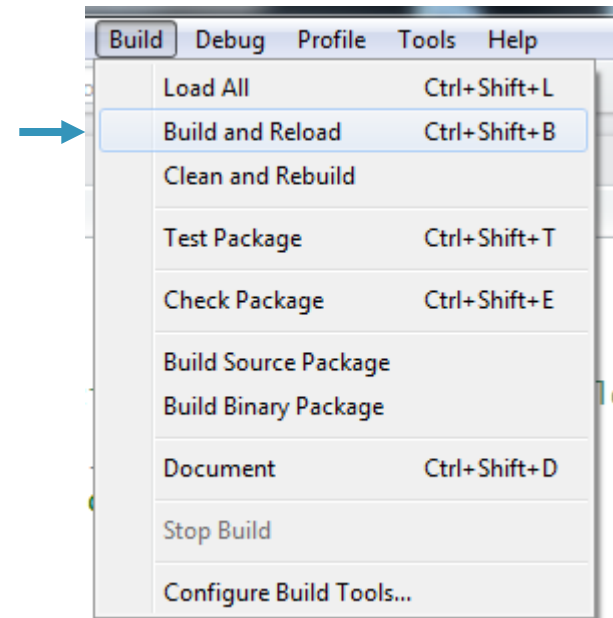 Build Debug Profile Tools Help
Load All Ctrl+Shift+L
Build and Reload Ctrl+Shift+B
Clean and Rebuild
Test Package Ctrl+Shift+T
Check Package Ctrl+Shift+E
Build Source Package
Build Binary Package
Document Ctrl+Shift+D
Stop Build
Configure Build Tools...